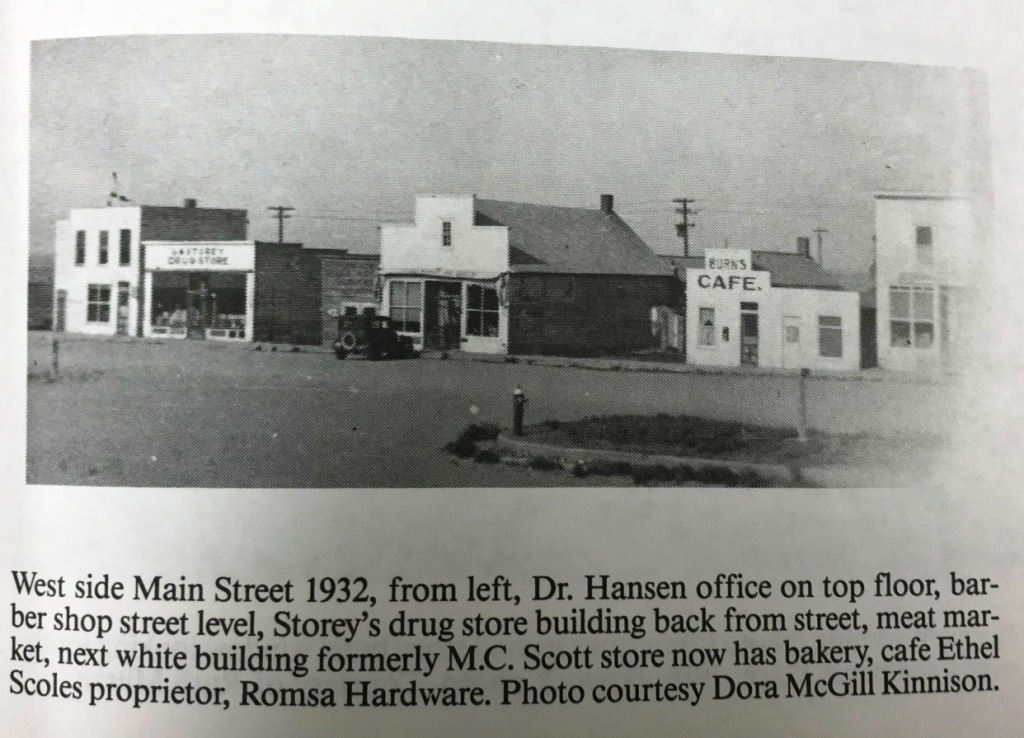 STOREY
DRUG STORE
BURNS
CAFE.
West side Main Street 1932, from left, Dr. Hansen office on top floor, bar-
ber shop street level, Storey's drug store building back from street, meat mar-
ket, next white building formerly M.C. Scott store now has bakery, cafe Ethel
Scoles proprietor, Romsa Hardware. Photo courtesy Dora McGill Kinnison.